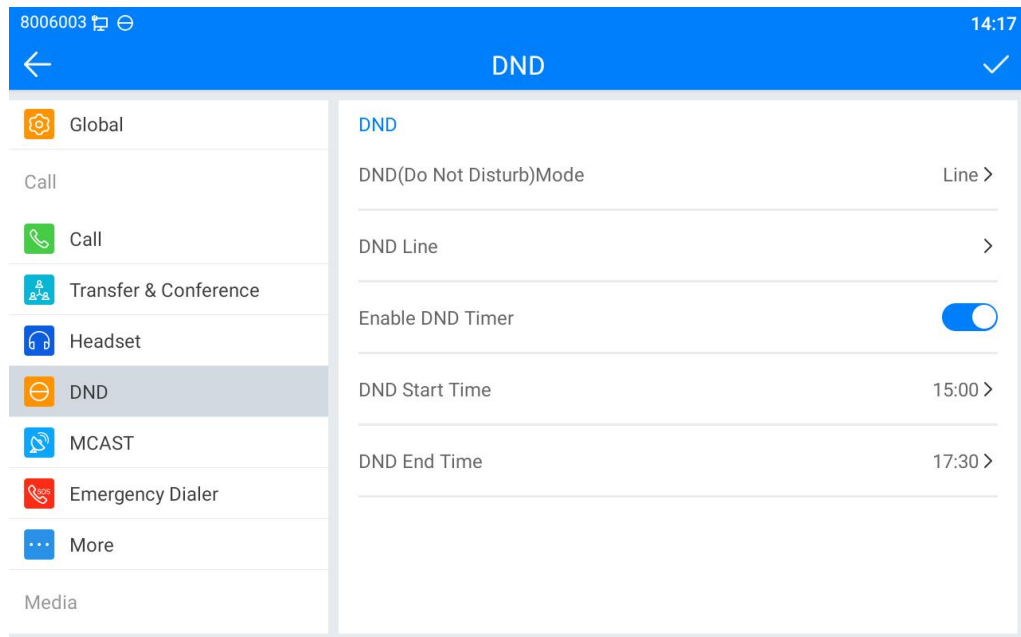 8006003 14:17
DND
Global
Call
Call
Transfer & Conference
Headset
DND
MCAST
SOS
Emergency Dialer
More
Media
DND
DND(Do Not Disturb)Mode Line
DND Line
Enable DND Timer
DND Start Time 15:00
DND End Time 17:30